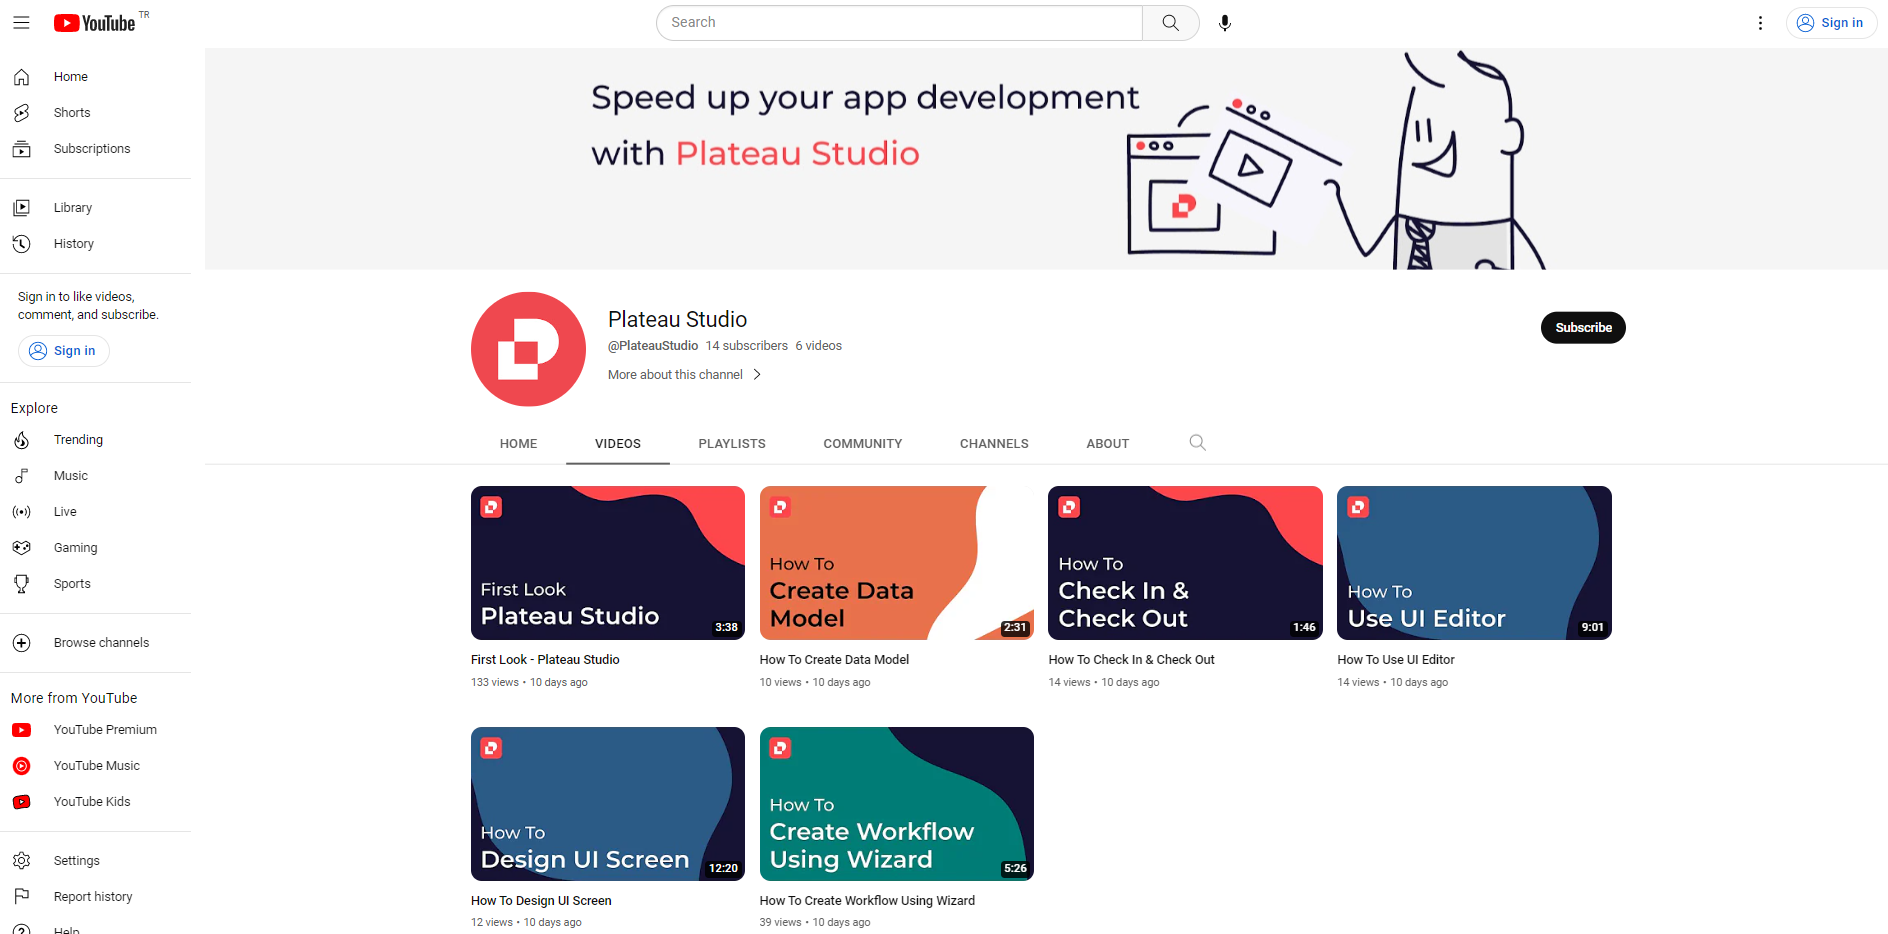 YouTube TR
Search
Sign in
Home
Shorts
Subscriptions
Library
History
Sign in to like videos,
comment, and subscribe.
Sign in
Explore
Trending
Music
Live
Gaming
Sports
Browse channels
More from YouTube
YouTube Premium
YouTube Music
YouTube Kids
Settings
Report history
Help
Speed up your app development
with Plateau Studio
Plateau Studio
@PlateauStudio 14 subscribers 6 videos
More about this channel
Subscribe
HOME VIDEOS PLAYLISTS COMMUNITY CHANNELS ABOUT
First Look
Plateau Studio
3:38
First Look - Plateau Studio
133 views • 10 days ago
How To
Create Data
Model
2:31
How To Create Data Model
10 views • 10 days ago
How To
Check In &
Check Out
1:46
How To Check In & Check Out
14 views • 10 days ago
How To
Use UI Editor
9:01
How To Use UI Editor
14 views • 10 days ago
How To
Design UI Screen
12:20
How To Design UI Screen
12 views • 10 days ago
How To
Create Workflow
Using Wizard
5:26
How To Create Workflow Using Wizard
39 views • 10 days ago